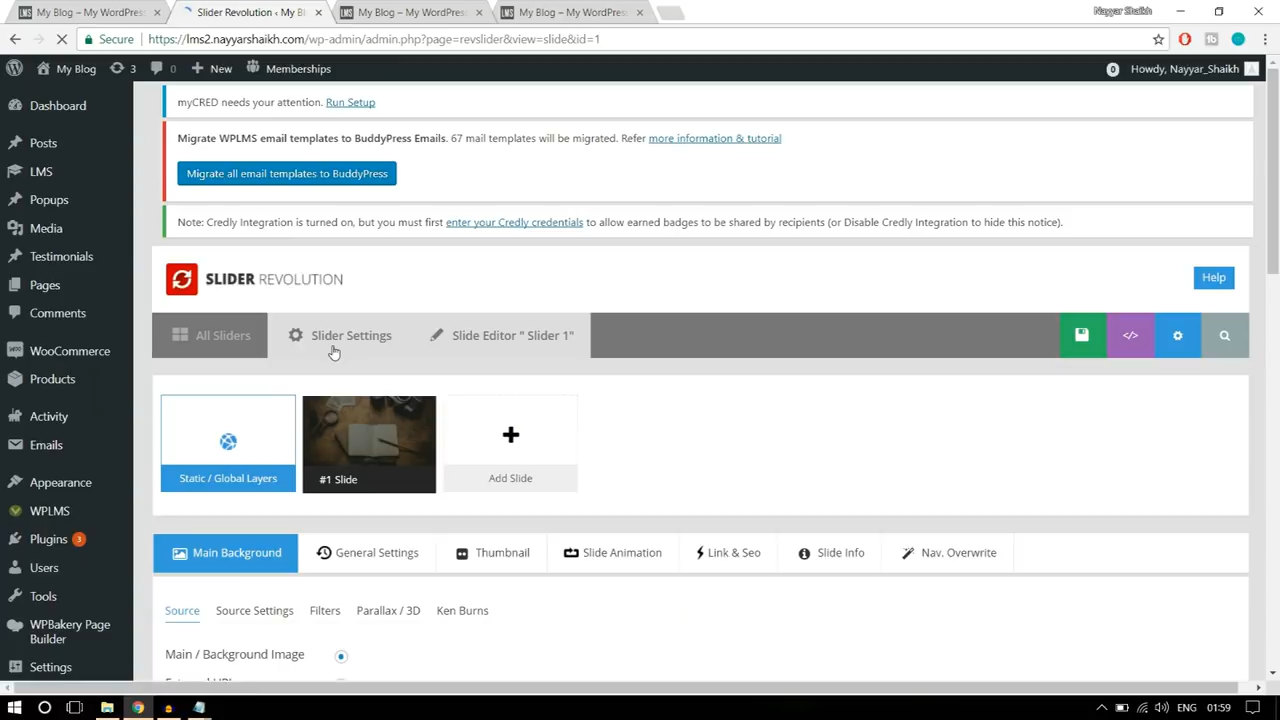 My Blog – My WordPress
Slider Revolution ‹ My B
My Blog – My WordPress
My Blog – My WordPress
Nayyar Shaikh
Secure
https://lms2.nayyarshaikh.com/wp-admin/admin.php?page=revslider&view=slide&id=1
My Blog
3
0
New
Memberships
0
Howdy, Nayyar_Shaikh
Dashboard
Posts
LMS
Popups
Media
Testimonials
Pages
Comments
WooCommerce
Products
Activity
Emails
Appearance
WPLMS
Plugins 3
Users
Tools
WPBakery Page
Builder
Settings
myCRED needs your attention. Run Setup
Migrate WPLMS email templates to BuddyPress Emails. 67 mail templates will be migrated. Refer more information & tutorial
Migrate all email templates to BuddyPress
Note: Credly Integration is turned on, but you must first enter your Credly credentials to allow earned badges to be shared by recipients (or Disable Credly Integration to hide this notice).
SLIDER REVOLUTION
Help
All Sliders
Slider Settings
Slide Editor " Slider 1"
Static / Global Layers
#1 Slide
Add Slide
Main Background
General Settings
Thumbnail
Slide Animation
Link & Seo
Slide Info
Nav. Overwrite
Source
Source Settings
Filters
Parallax / 3D
Ken Burns
Main / Background Image
ENG
01:59